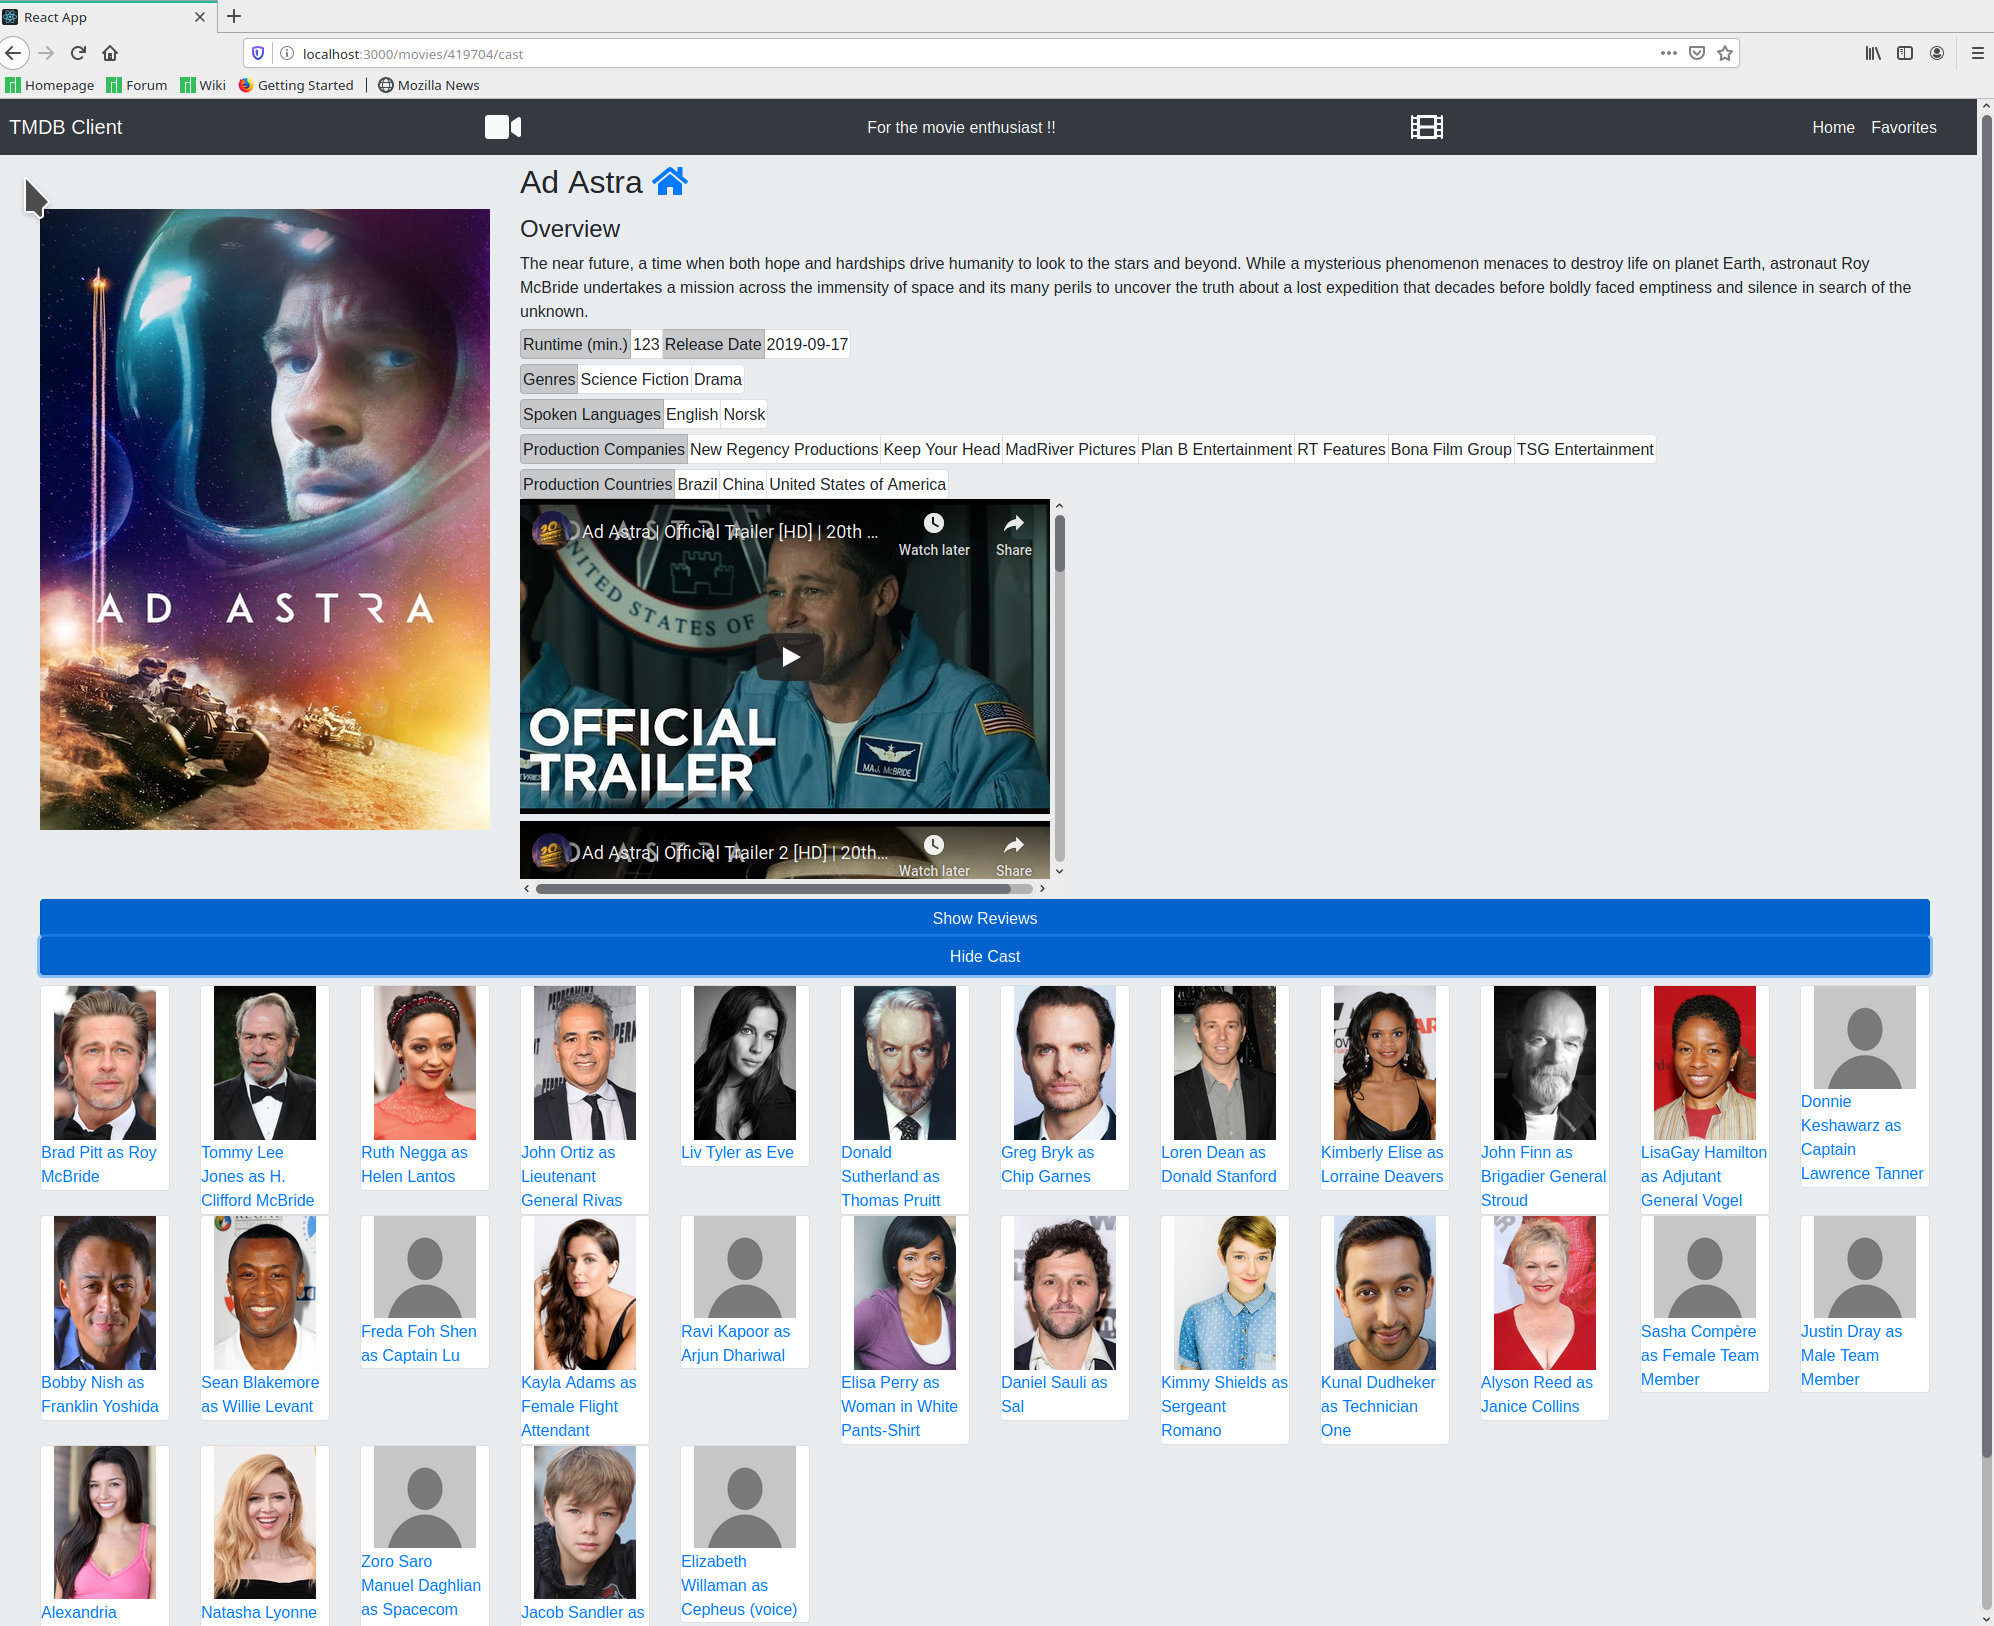 React App
localhost:3000/movies/419704/cast
Homepage Forum Wiki Getting Started | Mozilla News
TMDB Client For the movie enthusiast !! Home Favorites
Ad Astra
Overview
The near future, a time when both hope and hardships drive humanity to look to the stars and beyond. While a mysterious phenomenon menaces to destroy life on planet Earth, astronaut Roy
McBride undertakes a mission across the immensity of space and its many perils to uncover the truth about a lost expedition that decades before boldly faced emptiness and silence in search of the
unknown.
Runtime (min.) 123 Release Date 2019-09-17
Genres Science Fiction Drama
Spoken Languages English Norsk
Production Companies New Regency Productions Keep Your Head MadRiver Pictures Plan B Entertainment RT Features Bona Film Group TSG Entertainment
Production Countries Brazil China United States of America
AD ASTRA
Ad Astra | Official Trailer [HD] | 20th ...
Watch later Share
UNITED STATES OF
MAJ. McBRIDE
OFFICIAL
TRAILER
Ad Astra | Official Trailer 2 [HD] | 20th...
Watch later Share
Show Reviews
Hide Cast
Brad Pitt as Roy
McBride
Tommy Lee
Jones as H.
Clifford McBride
Ruth Negga as
Helen Lantos
John Ortiz as
Lieutenant
General Rivas
Liv Tyler as Eve
Donald
Sutherland as
Thomas Pruitt
Greg Bryk as
Chip Garnes
Loren Dean as
Donald Stanford
Kimberly Elise as
Lorraine Deavers
John Finn as
Brigadier General
Stroud
LisaGay Hamilton
as Adjutant
General Vogel
Donnie
Keshawarz as
Captain
Lawrence Tanner
Bobby Nish as
Franklin Yoshida
Sean Blakemore
as Willie Levant
Freda Foh Shen
as Captain Lu
Kayla Adams as
Female Flight
Attendant
Ravi Kapoor as
Arjun Dhariwal
Elisa Perry as
Woman in White
Pants-Shirt
Daniel Sauli as
Sal
Kimmy Shields as
Sergeant
Romano
Kunal Dudheker
as Technician
One
Alyson Reed as
Janice Collins
Sasha Compère
as Female Team
Member
Justin Dray as
Male Team
Member
Alexandria
Natasha Lyonne
Zoro Saro
Manuel Daghlian
as Spacecom
Jacob Sandler as
Elizabeth
Willaman as
Cepheus (voice)